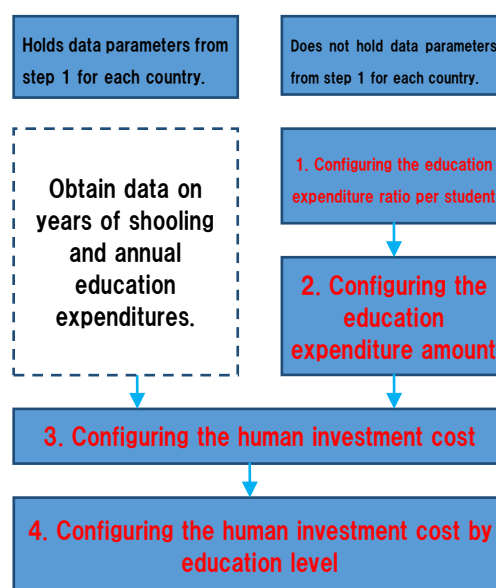 Holds data parameters from
step 1 for each country.
Does not hold data parameters
from step 1 for each country.
Obtain data on
years of shooling
and annual
education
expenditures.
1. Configuring the education
expenditure ratio per student
2. Configuring the
education
expenditure amount
3. Configuring the human investment cost
4. Configuring the human investment cost by
education level